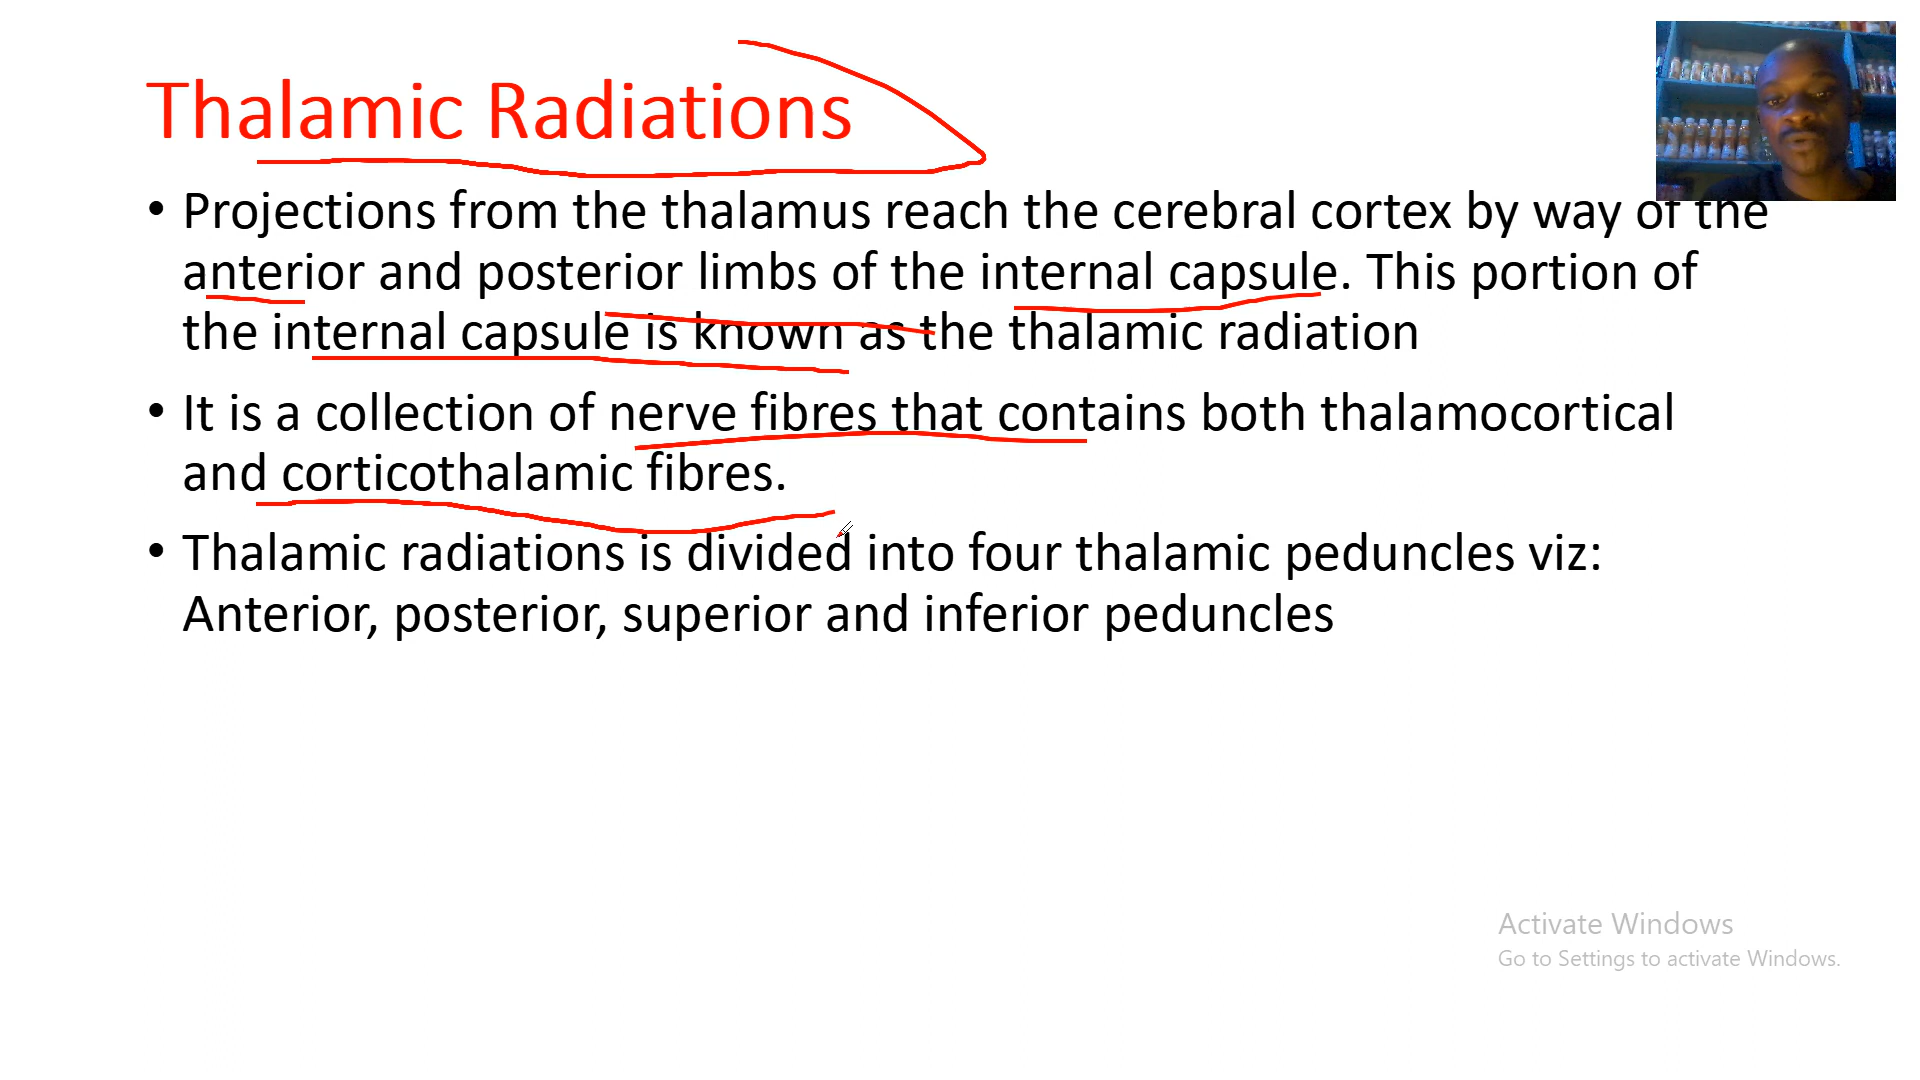 Thalamic Radiations
• Projections from the thalamus reach the cerebral cortex by way of the
anterior and posterior limbs of the internal capsule. This portion of
the internal capsule is known as the thalamic radiation
• It is a collection of nerve fibres that contains both thalamocortical
and corticothalamic fibres.
• Thalamic radiations is divided into four thalamic peduncles viz:
Anterior, posterior, superior and inferior peduncles
Activate Windows
Go to Settings to activate Windows.